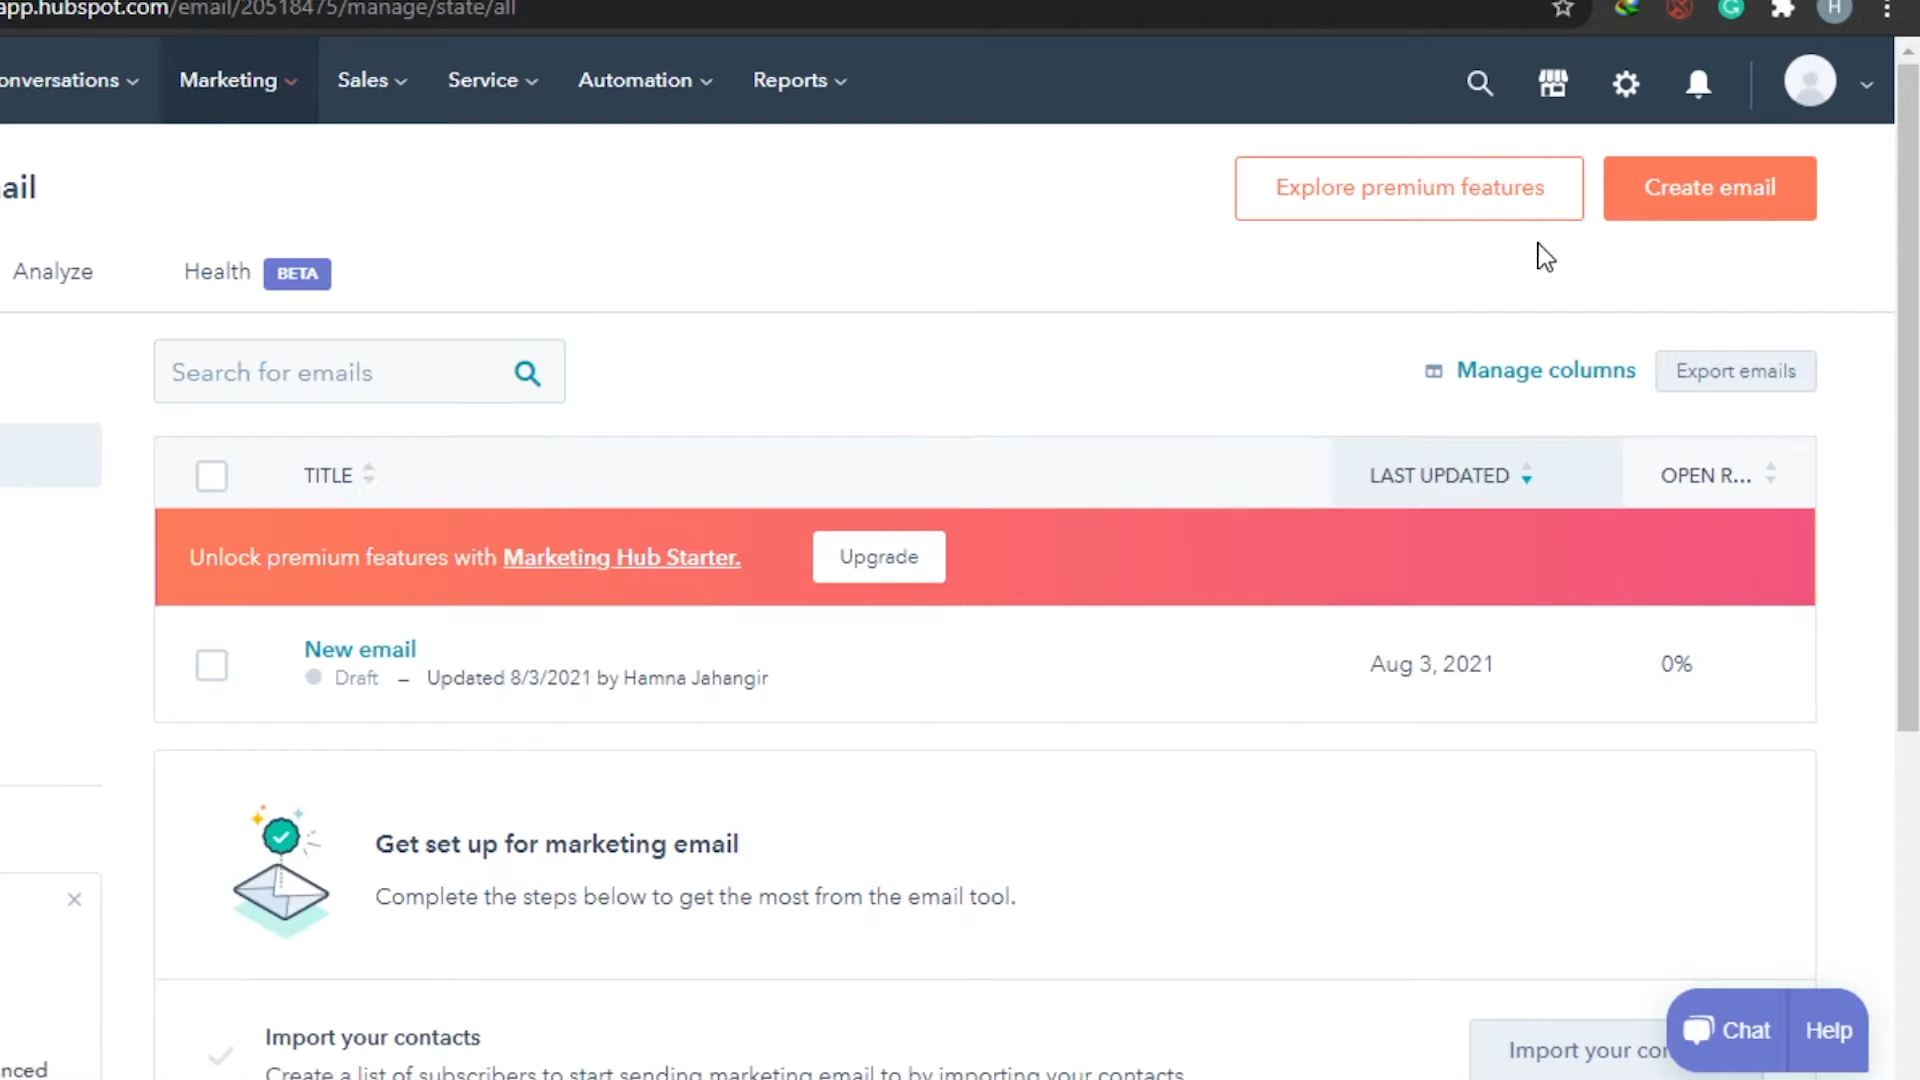 app.hubspot.com/email/20518475/manage/state/all
H
onversations
Marketing
Sales
Service
Automation
Reports
ail
Explore premium features
Create email
Analyze
Health
BETA
Search for emails
Manage columns
Export emails
TITLE
LAST UPDATED
OPEN R...
Unlock premium features with Marketing Hub Starter.
Upgrade
New email
Draft – Updated 8/3/2021 by Hamna Jahangir
Aug 3, 2021
0%
Get set up for marketing email
Complete the steps below to get the most from the email tool.
Import your contacts
Create a list of subscribers to start sending marketing email to by importing your contacts
Import your con
Chat
Help
nced